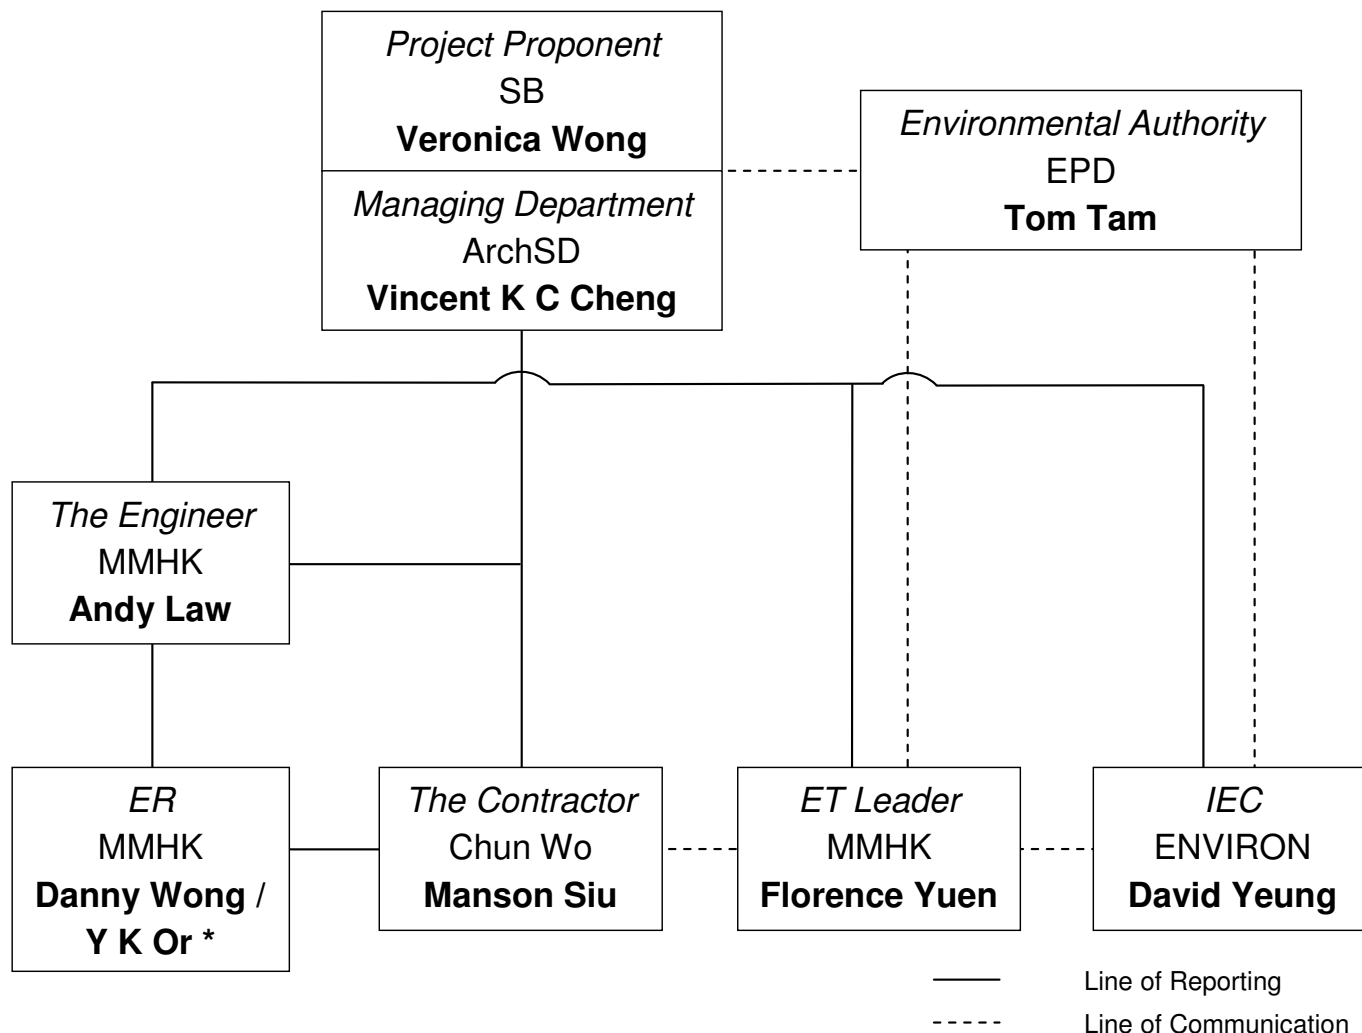 Project Proponent
SB
Veronica Wong
Environmental Authority
EPD
Tom Tam
Managing Department
ArchSD
Vincent K C Cheng
The Engineer
MMHK
Andy Law
ER
MMHK
Danny Wong /
Y K Or *
The Contractor
Chun Wo
Manson Siu
ET Leader
MMHK
Florence Yuen
IEC
ENVIRON
David Yeung
Line of Reporting
Line of Communication